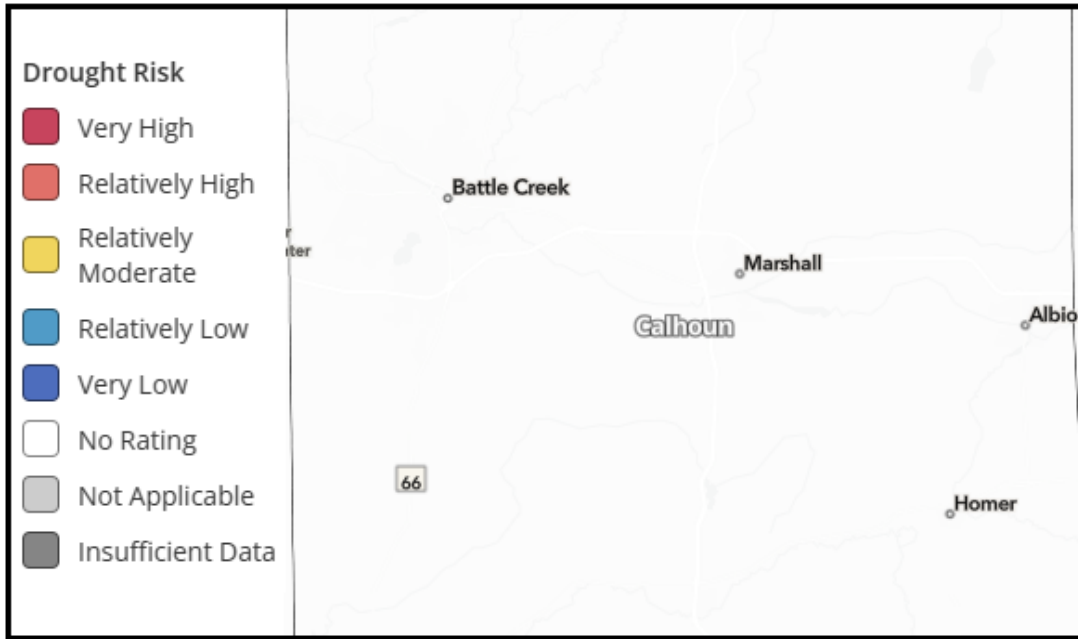 Drought Risk
Very High
Relatively High
Relatively
Moderate
Relatively Low
Very Low
No Rating
Not Applicable
Insufficient Data
Battle Creek
Marshall
Calhoun
Albio
66
Homer